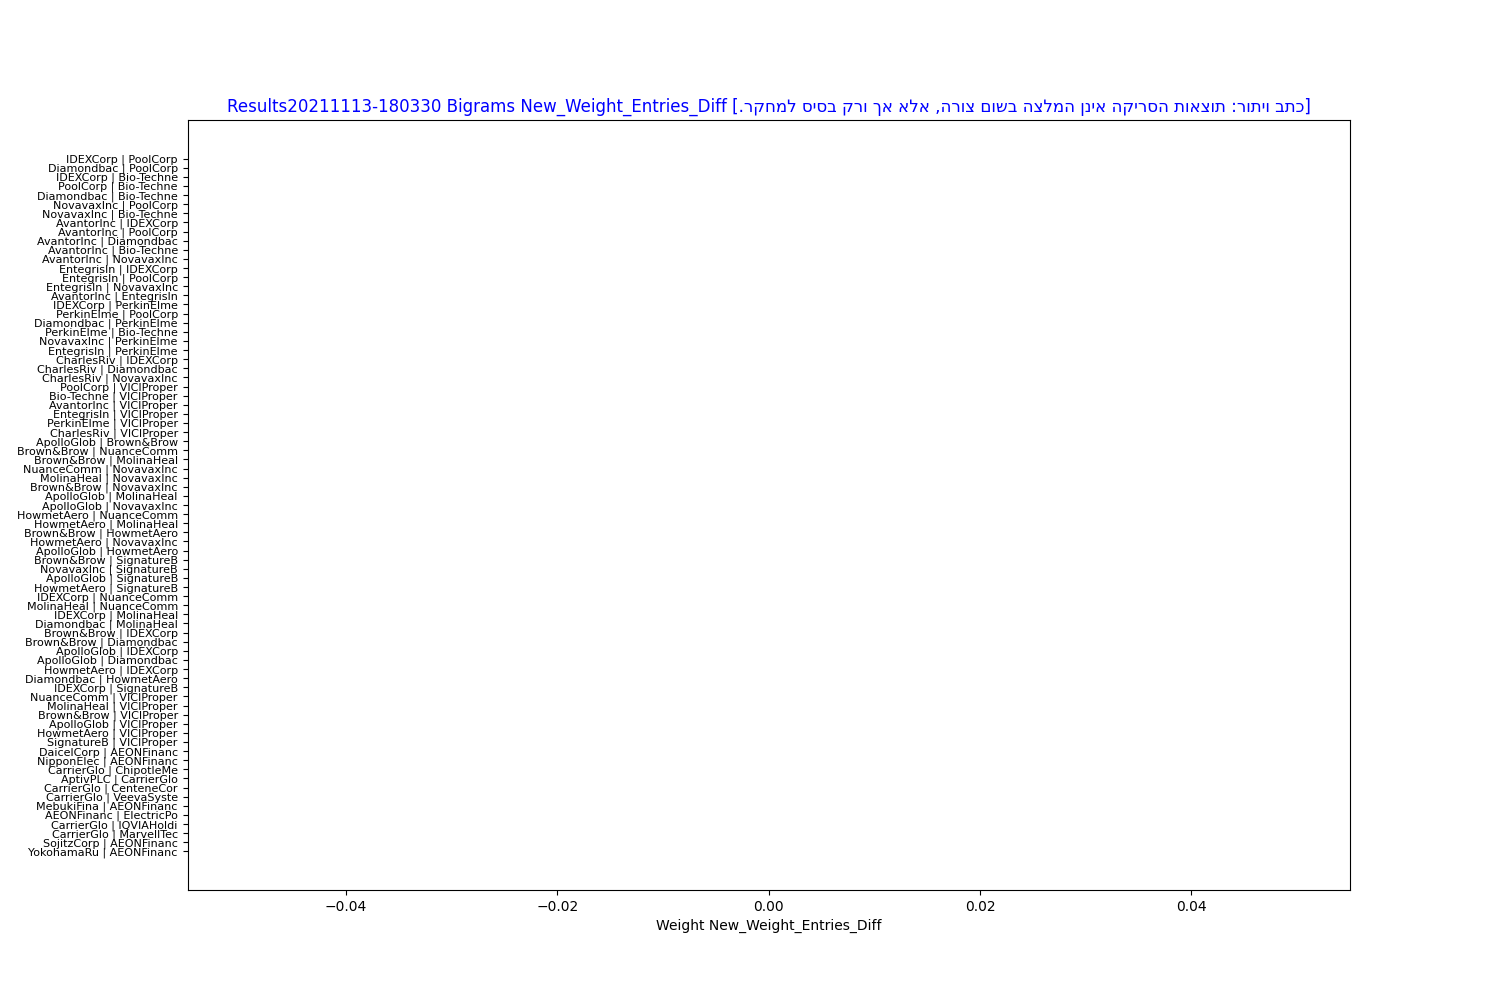 Results20211113-180330 Bigrams New_Weight_Entries_Diff [.כתב ויתור: תוצאות הסריקה אינן המלצה בשום צורה, אלא אך ורק בסיס למחקר]
IDEXCorp | PoolCorp
Diamondbac | PoolCorp
IDEXCorp | Bio-Techne
PoolCorp | Bio-Techne
Diamondbac | Bio-Techne
NovavaxInc | PoolCorp
NovavaxInc | Bio-Techne
AvantorInc | IDEXCorp
AvantorInc | PoolCorp
AvantorInc | Diamondbac
AvantorInc | Bio-Techne
AvantorInc | NovavaxInc
EntegrisIn | IDEXCorp
EntegrisIn | PoolCorp
EntegrisIn | NovavaxInc
AvantorInc | EntegrisIn
IDEXCorp | PerkinElme
PerkinElme | PoolCorp
Diamondbac | PerkinElme
PerkinElme | Bio-Techne
NovavaxInc | PerkinElme
EntegrisIn | PerkinElme
CharlesRiv | IDEXCorp
CharlesRiv | Diamondbac
CharlesRiv | NovavaxInc
PoolCorp | VICIProper
Bio-Techne | VICIProper
AvantorInc | VICIProper
EntegrisIn | VICIProper
PerkinElme | VICIProper
CharlesRiv | VICIProper
ApolloGlob | Brown&Brow
Brown&Brow | NuanceComm
Brown&Brow | MolinaHeal
NuanceComm | NovavaxInc
MolinaHeal | NovavaxInc
Brown&Brow | NovavaxInc
ApolloGlob | MolinaHeal
ApolloGlob | NovavaxInc
HowmetAero | NuanceComm
HowmetAero | MolinaHeal
Brown&Brow | HowmetAero
HowmetAero | NovavaxInc
ApolloGlob | HowmetAero
Brown&Brow | SignatureB
NovavaxInc | SignatureB
ApolloGlob | SignatureB
HowmetAero | SignatureB
IDEXCorp | NuanceComm
MolinaHeal | NuanceComm
IDEXCorp | MolinaHeal
Diamondbac | MolinaHeal
Brown&Brow | IDEXCorp
Brown&Brow | Diamondbac
ApolloGlob | IDEXCorp
ApolloGlob | Diamondbac
HowmetAero | IDEXCorp
Diamondbac | HowmetAero
IDEXCorp | SignatureB
NuanceComm | VICIProper
MolinaHeal | VICIProper
Brown&Brow | VICIProper
ApolloGlob | VICIProper
HowmetAero | VICIProper
SignatureB | VICIProper
DaicelCorp | AEONFinanc
NipponElec | AEONFinanc
CarrierGlo | ChipotleMe
AptivPLC | CarrierGlo
CarrierGlo | CenteneCor
CarrierGlo | VeevaSyste
MebukiFina | AEONFinanc
AEONFinanc | ElectricPo
CarrierGlo | IQVIAHoldi
CarrierGlo | MarvellTec
SojitzCorp | AEONFinanc
YokohamaRu | AEONFinanc
−0.04 −0.02 0.00 0.02 0.04
Weight New_Weight_Entries_Diff